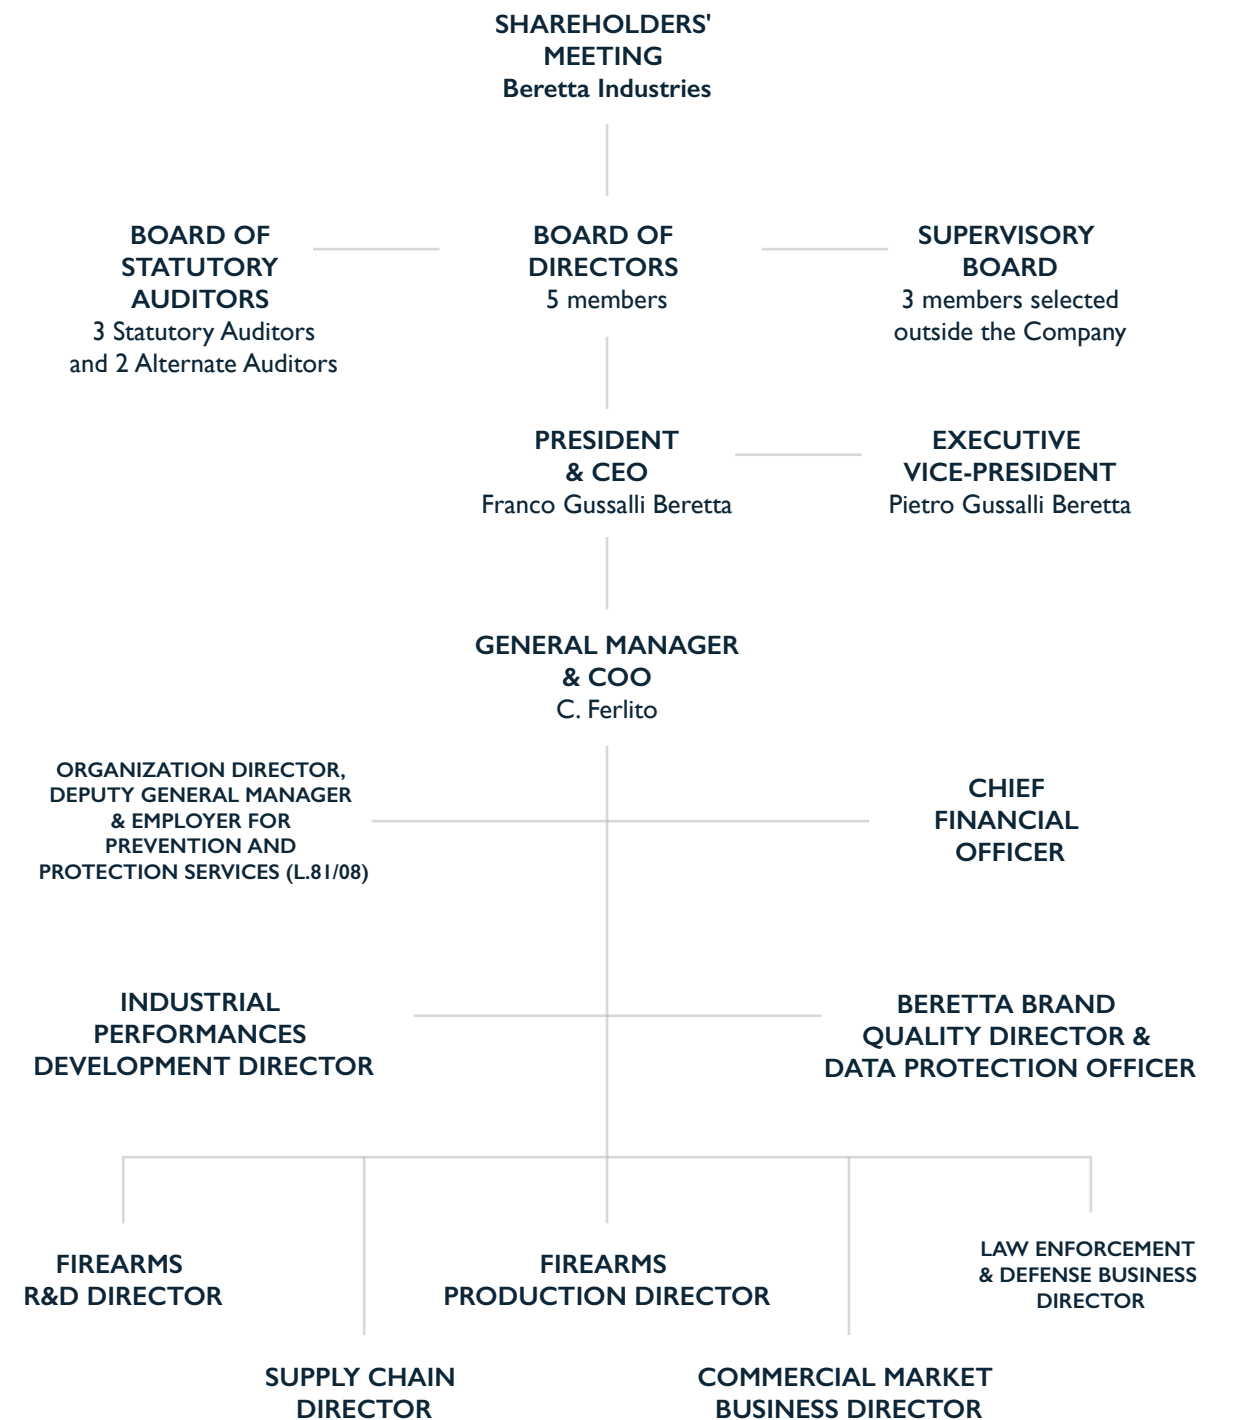 SHAREHOLDERS'
MEETING
Beretta Industries
BOARD OF
STATUTORY
AUDITORS
3 Statutory Auditors
and 2 Alternate Auditors
BOARD OF
DIRECTORS
5 members
SUPERVISORY
BOARD
3 members selected
outside the Company
PRESIDENT
& CEO
Franco Gussalli Beretta
EXECUTIVE
VICE-PRESIDENT
Pietro Gussalli Beretta
GENERAL MANAGER
& COO
C. Ferlito
ORGANIZATION DIRECTOR,
DEPUTY GENERAL MANAGER
& EMPLOYER FOR
PREVENTION AND
PROTECTION SERVICES (L.81/08)
CHIEF
FINANCIAL
OFFICER
INDUSTRIAL
PERFORMANCES
DEVELOPMENT DIRECTOR
BERETTA BRAND
QUALITY DIRECTOR &
DATA PROTECTION OFFICER
FIREARMS
R&D DIRECTOR
SUPPLY CHAIN
DIRECTOR
FIREARMS
PRODUCTION DIRECTOR
COMMERCIAL MARKET
BUSINESS DIRECTOR
LAW ENFORCEMENT
& DEFENSE BUSINESS
DIRECTOR